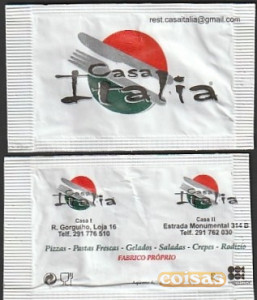 rest.casaitalia@gmail.com
Casa
Italia
Casa
Italia
Casa
Italia
Casa I
R. Gorgulho, Loja 16
Telf. 291 776 510
Casa II
Estrada Monumental 314 B
Telf. 291 762 030
Pizzas - Pastas Frescas - Gelados - Saladas - Crepes - Rodizio
FABRICO PRÓPRIO
coisas